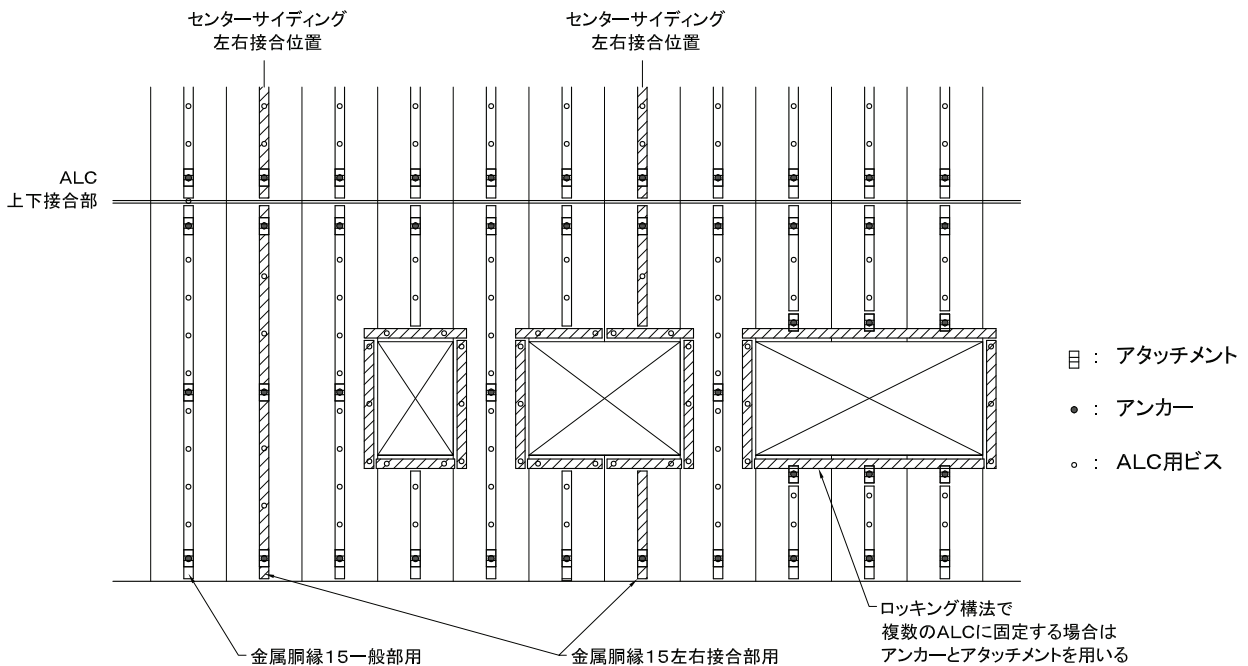 センターサイディング
左右接合位置
センターサイディング
左右接合位置
ALC
上下接合部
： アタッチメント
： アンカー
： ALC用ビス
金属胴縁15一般部用
金属胴縁15左右接合部用
ロッキング構法で
複数のALCに固定する場合は
アンカーとアタッチメントを用いる